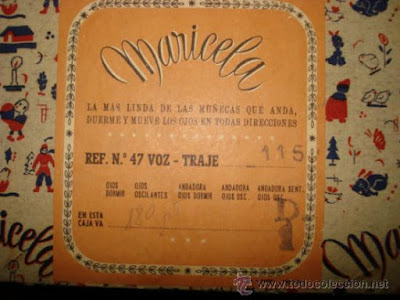 Maricela
LA MAS LINDA DE LAS MUÑECAS QUE ANDA,
DUERME Y MUEVE LOS OJOS EN TODAS DIRECCIONES
REF. N.º 47 VOZ - TRAJE 115
OJOS DORMIR
OJOS OSCILANTES
ANDADORA OJOS DORMIR
ANDADORA OJOS OSC.
ANDADORA SENT. OJOS OSC.
EN ESTA
CAJA VA
Maricela
www.todocoleccion.net